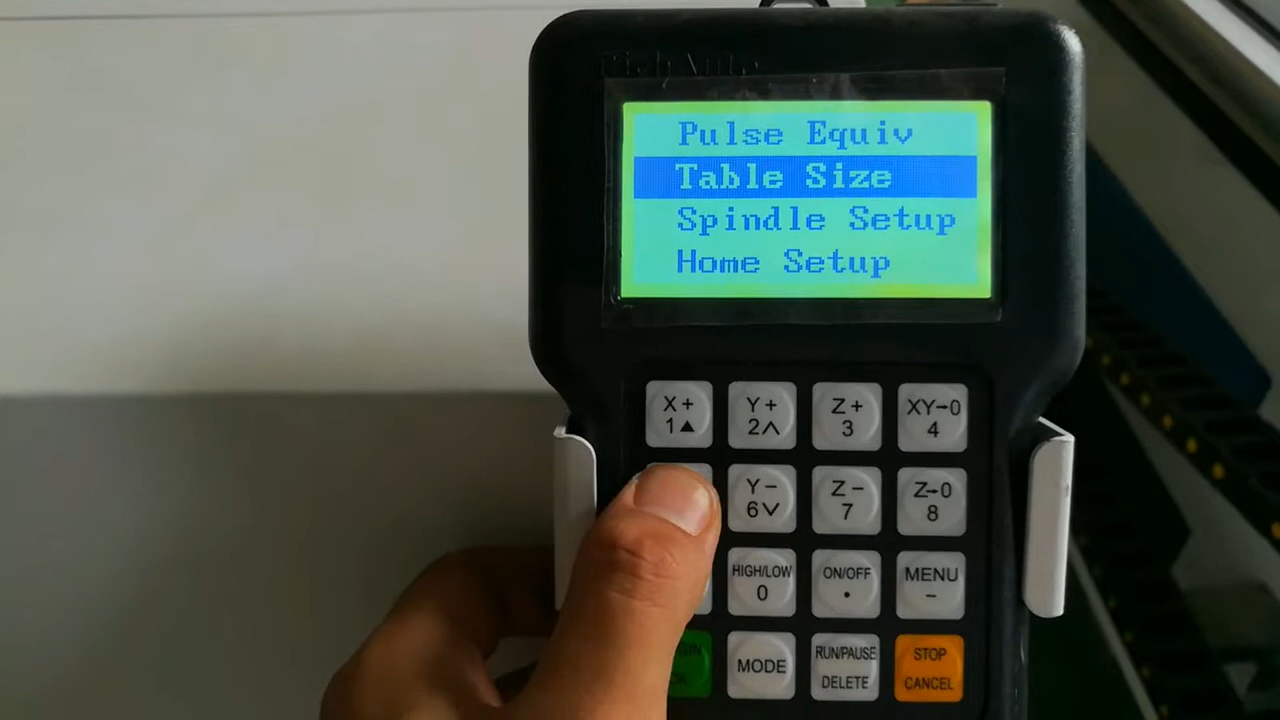 Pulse Equiv
Table Size
Spindle Setup
Home Setup
X+ Y+ Z+ XY→0
1▲ 2∧ 3 4
Y− Z− Z→0
6∨ 7 8
HIGH/LOW ON/OFF MENU
0 • −
MODE RUN/PAUSE STOP
DELETE CANCEL